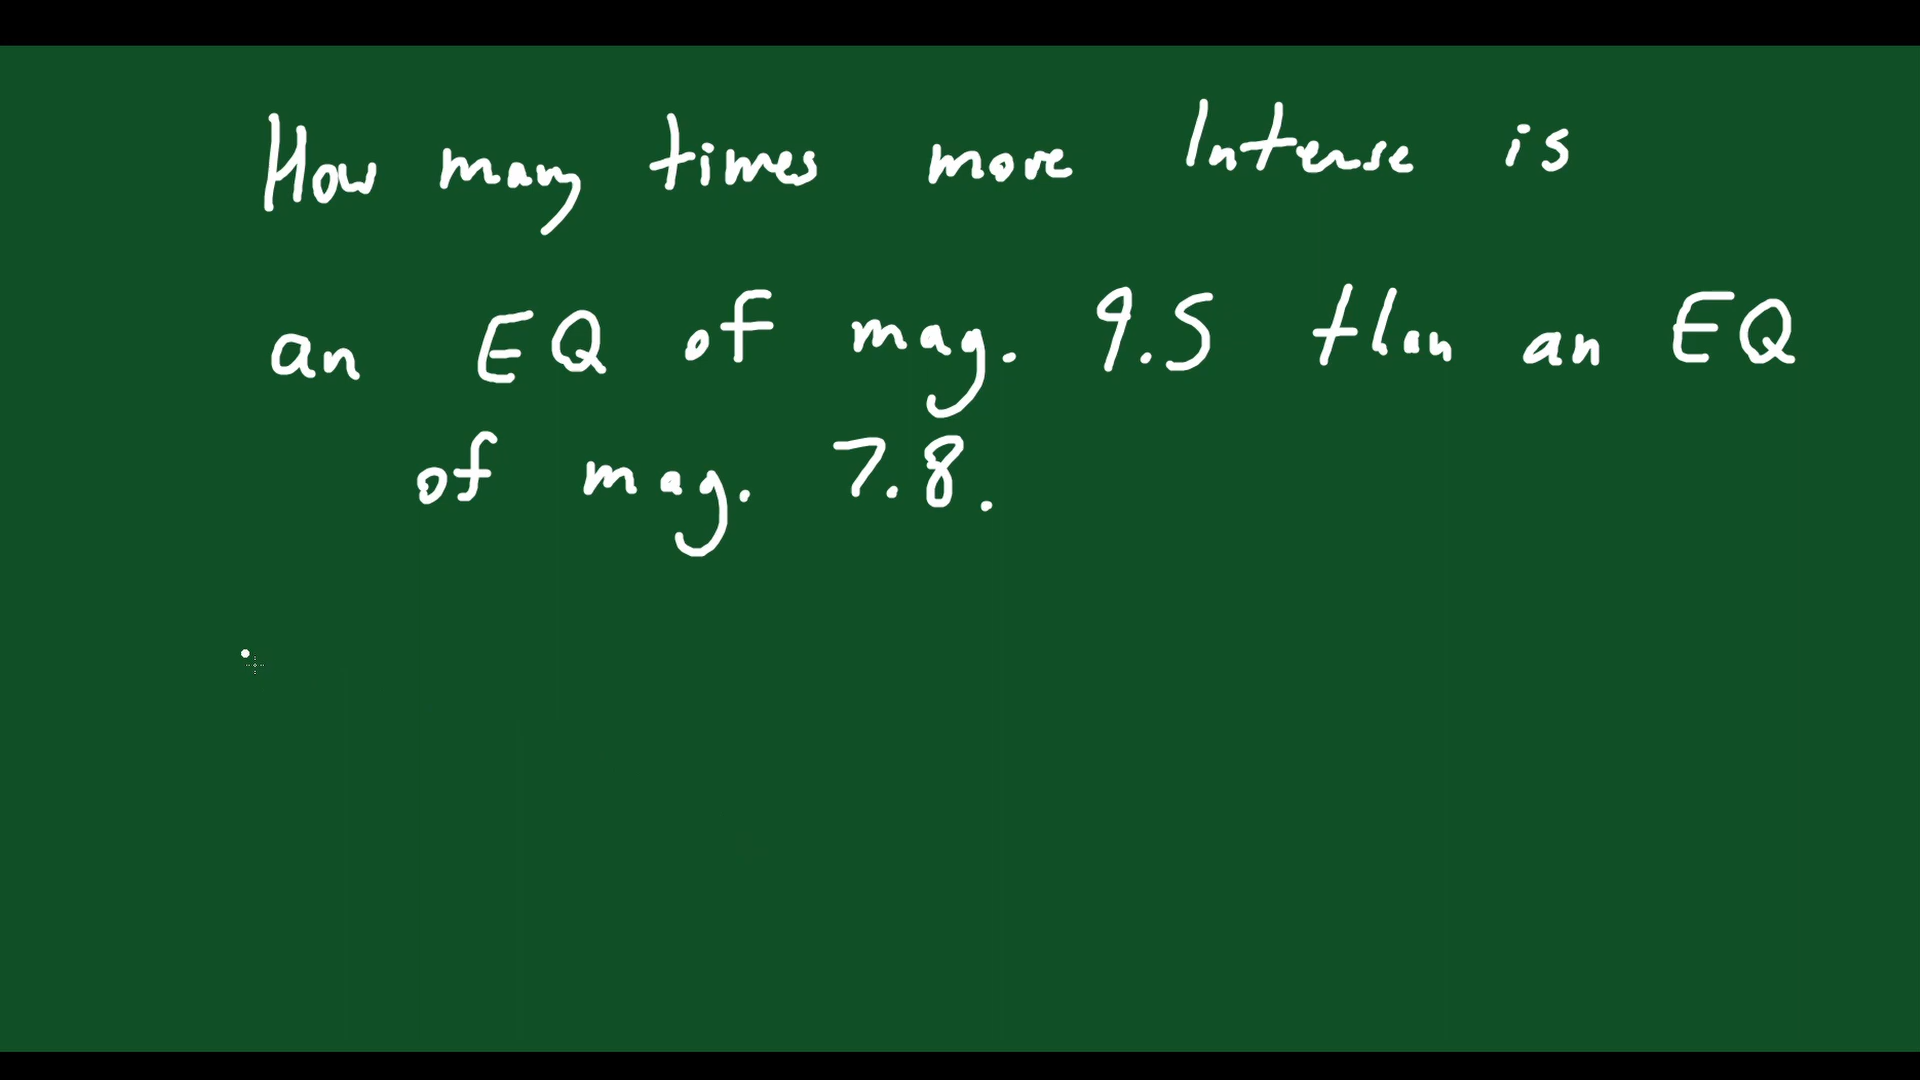 How many times more Intense is
an EQ of mag. 9.5 than an EQ
of mag. 7.8.